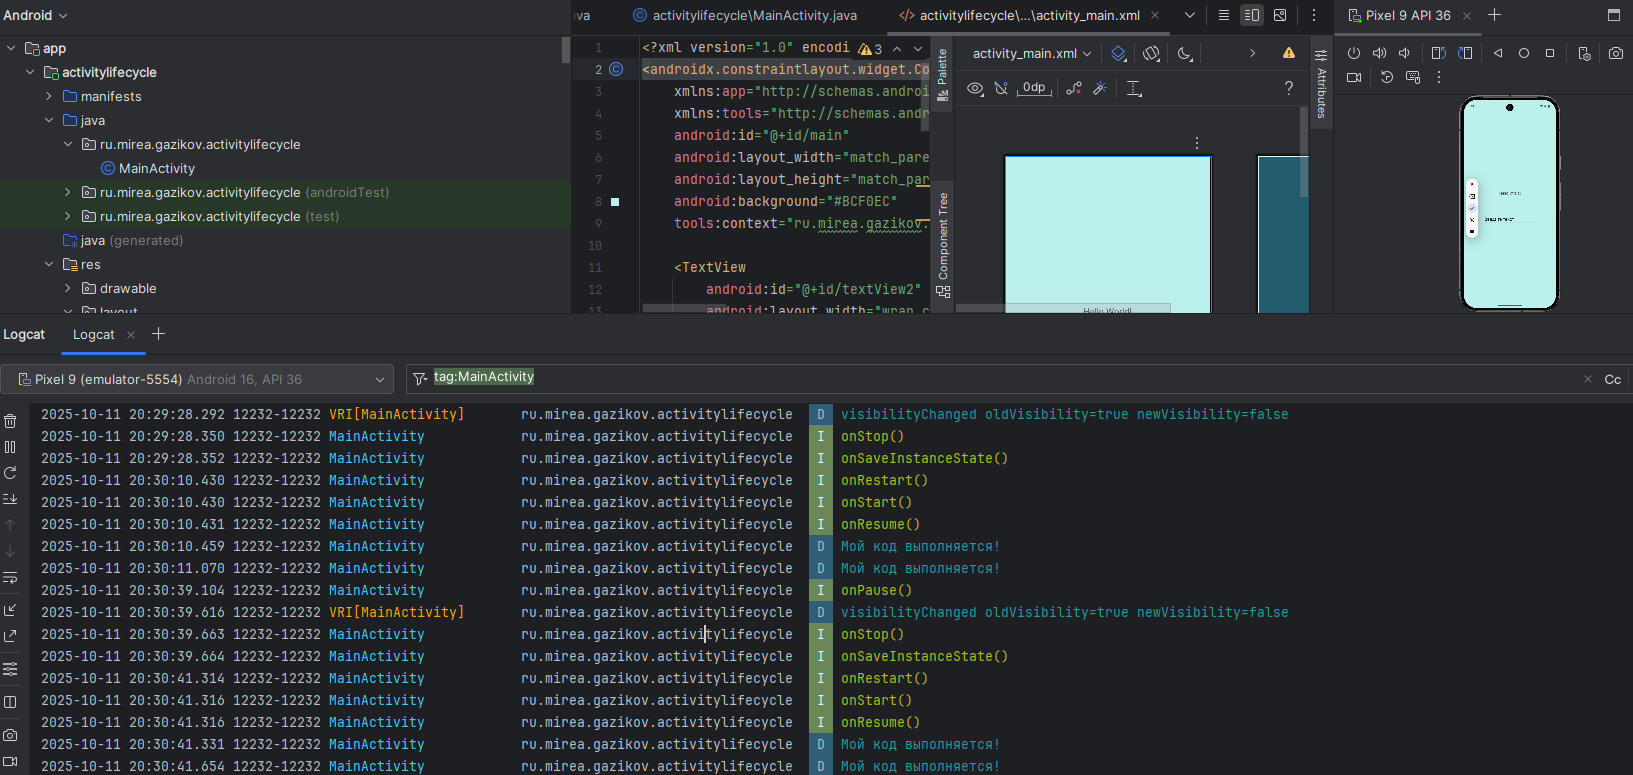 Android
app
activitylifecycle
manifests
java
ru.mirea.gazikov.activitylifecycle
MainActivity
ru.mirea.gazikov.activitylifecycle (androidTest)
ru.mirea.gazikov.activitylifecycle (test)
java (generated)
res
drawable
layout
ava
activitylifecycle\MainActivity.java
activitylifecycle\...\activity_main.xml
1 <?xml version="1.0" encodi
3
2 <androidx.constraintlayout.widget.Co
3 xmlns:app="http://schemas.androi
4 xmlns:tools="http://schemas.andr
5 android:id="@+id/main"
6 android:layout_width="match_pare
7 android:layout_height="match_par
8 android:background="#BCF0EC"
9 tools:context="ru.mirea.gazikov.
10
11 <TextView
12 android:id="@+id/textView2"
13 android:layout_width="wrap_c
Palette
Component Tree
activity_main.xml
0dp
?
Hello World!
Attributes
Pixel 9 API 36
Logcat
Logcat
Pixel 9 (emulator-5554) Android 16, API 36
tag:MainActivity
Cc
2025-10-11 20:29:28.292 12232-12232 VRI[MainActivity] ru.mirea.gazikov.activitylifecycle D visibilityChanged oldVisibility=true newVisibility=false
2025-10-11 20:29:28.350 12232-12232 MainActivity ru.mirea.gazikov.activitylifecycle I onStop()
2025-10-11 20:29:28.352 12232-12232 MainActivity ru.mirea.gazikov.activitylifecycle I onSaveInstanceState()
2025-10-11 20:30:10.430 12232-12232 MainActivity ru.mirea.gazikov.activitylifecycle I onRestart()
2025-10-11 20:30:10.430 12232-12232 MainActivity ru.mirea.gazikov.activitylifecycle I onStart()
2025-10-11 20:30:10.431 12232-12232 MainActivity ru.mirea.gazikov.activitylifecycle I onResume()
2025-10-11 20:30:10.459 12232-12232 MainActivity ru.mirea.gazikov.activitylifecycle D Мой код выполняется!
2025-10-11 20:30:11.070 12232-12232 MainActivity ru.mirea.gazikov.activitylifecycle D Мой код выполняется!
2025-10-11 20:30:39.104 12232-12232 MainActivity ru.mirea.gazikov.activitylifecycle I onPause()
2025-10-11 20:30:39.616 12232-12232 VRI[MainActivity] ru.mirea.gazikov.activitylifecycle D visibilityChanged oldVisibility=true newVisibility=false
2025-10-11 20:30:39.663 12232-12232 MainActivity ru.mirea.gazikov.activitylifecycle I onStop()
2025-10-11 20:30:39.664 12232-12232 MainActivity ru.mirea.gazikov.activitylifecycle I onSaveInstanceState()
2025-10-11 20:30:41.314 12232-12232 MainActivity ru.mirea.gazikov.activitylifecycle I onRestart()
2025-10-11 20:30:41.316 12232-12232 MainActivity ru.mirea.gazikov.activitylifecycle I onStart()
2025-10-11 20:30:41.316 12232-12232 MainActivity ru.mirea.gazikov.activitylifecycle I onResume()
2025-10-11 20:30:41.331 12232-12232 MainActivity ru.mirea.gazikov.activitylifecycle D Мой код выполняется!
2025-10-11 20:30:41.654 12232-12232 MainActivity ru.mirea.gazikov.activitylifecycle D Мой код выполняется!